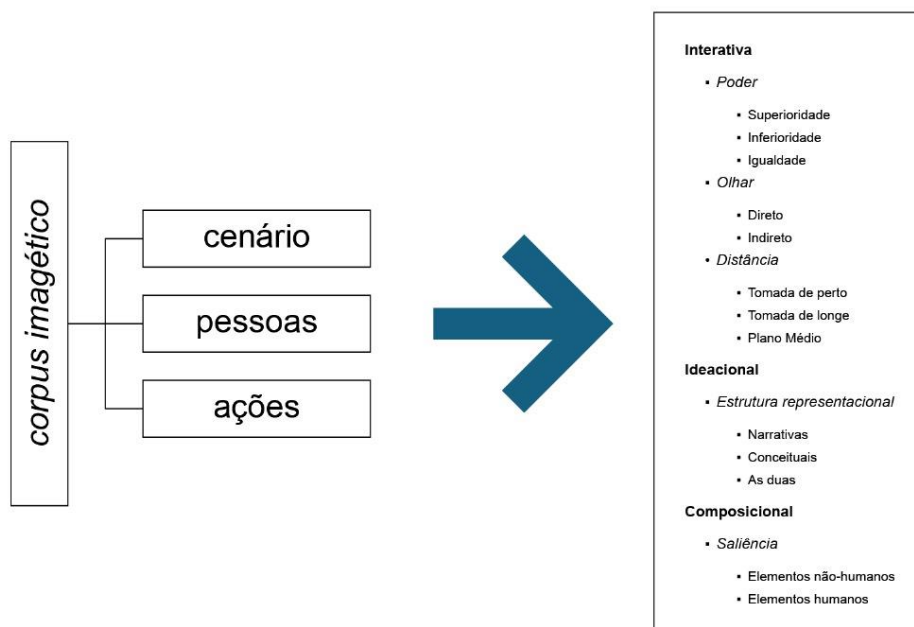 corpus imagético
cenário
pessoas
ações
Interativa
▪ Poder
▪ Superioridade
▪ Inferioridade
▪ Igualdade
▪ Olhar
▪ Direto
▪ Indireto
• Distância
▪ Tomada de perto
▪ Tomada de longe
▪ Plano Médio
Ideacional
▪ Estrutura representacional
▪ Narrativas
▪ Conceituais
▪ As duas
Composicional
▪ Saliência
▪ Elementos não-humanos
▪ Elementos humanos